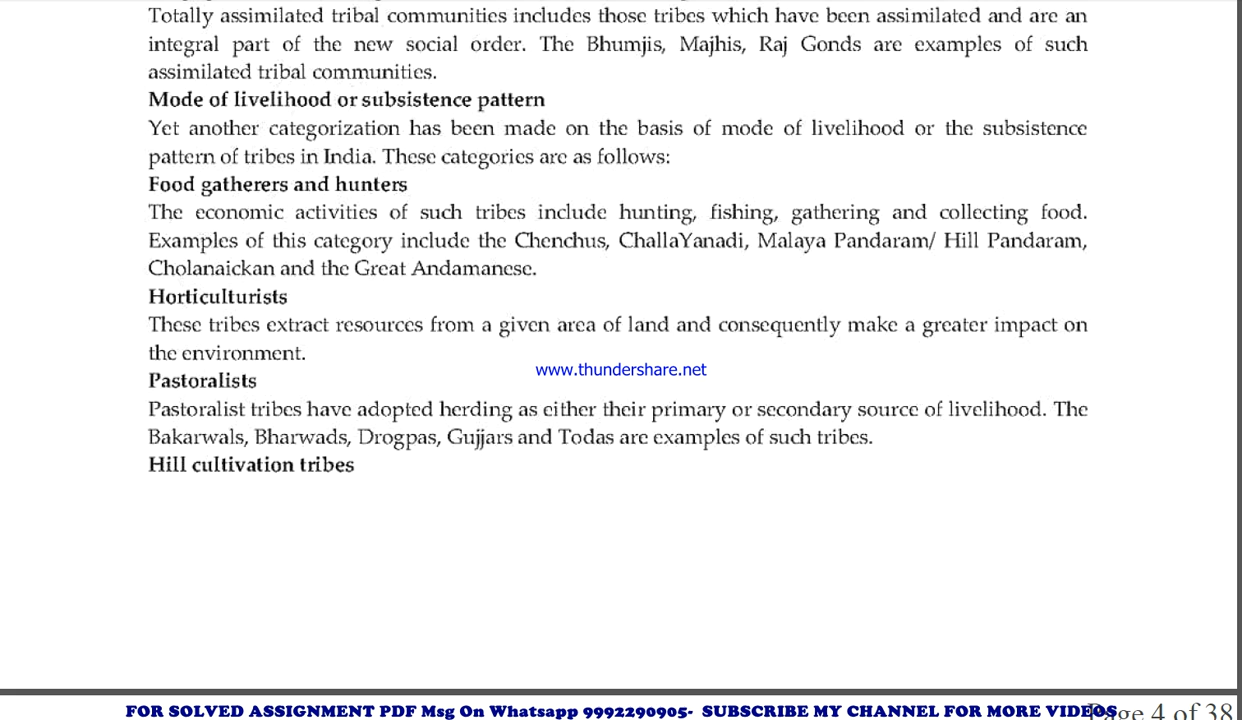 Totally assimilated tribal communities includes those tribes which have been assimilated and are an
integral part of the new social order. The Bhumjis, Majhis, Raj Gonds are examples of such
assimilated tribal communities.
Mode of livelihood or subsistence pattern
Yet another categorization has been made on the basis of mode of livelihood or the subsistence
pattern of tribes in India. These categories are as follows:
Food gatherers and hunters
The economic activities of such tribes include hunting, fishing, gathering and collecting food.
Examples of this category include the Chenchus, ChallaYanadi, Malaya Pandaram/ Hill Pandaram,
Cholanaickan and the Great Andamanese.
Horticulturists
These tribes extract resources from a given area of land and consequently make a greater impact on
the environment.
www.thundershare.net
Pastoralists
Pastoralist tribes have adopted herding as either their primary or secondary source of livelihood. The
Bakarwals, Bharwads, Drogpas, Gujjars and Todas are examples of such tribes.
Hill cultivation tribes
FOR SOLVED ASSIGNMENT PDF Msg On Whatsapp 9992290905- SUBSCRIBE MY CHANNEL FOR MORE VIDEOS
Page 4 of 38